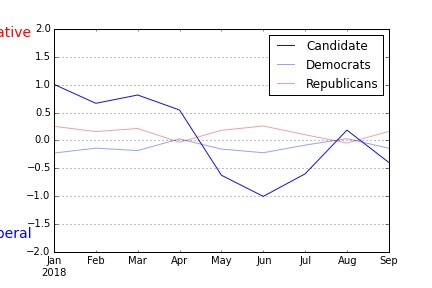 ative
beral
2.0
1.5
1.0
0.5
0.0
−0.5
−1.0
−1.5
−2.0
Candidate
Democrats
Republicans
Jan Feb Mar Apr May Jun Jul Aug Sep
2018